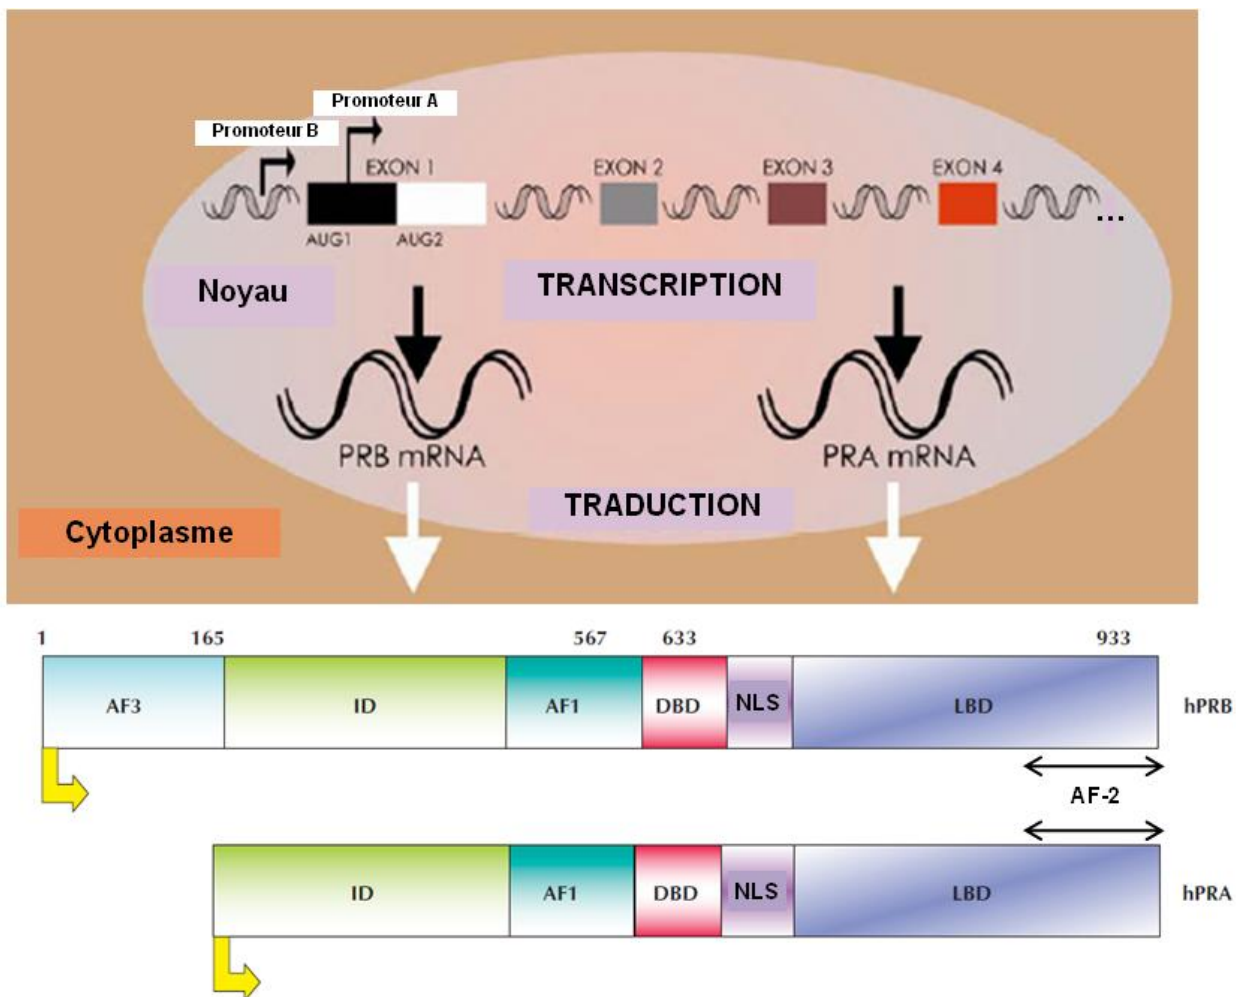 Promoteur A
Promoteur B
EXON 1
EXON 2
EXON 3
EXON 4
...
AUG1
AUG2
Noyau
TRANSCRIPTION
PRB mRNA
PRA mRNA
TRADUCTION
Cytoplasme
1
165
567
633
933
AF3
ID
AF1
DBD
NLS
LBD
hPRB
AF-2
ID
AF1
DBD
NLS
LBD
hPRA